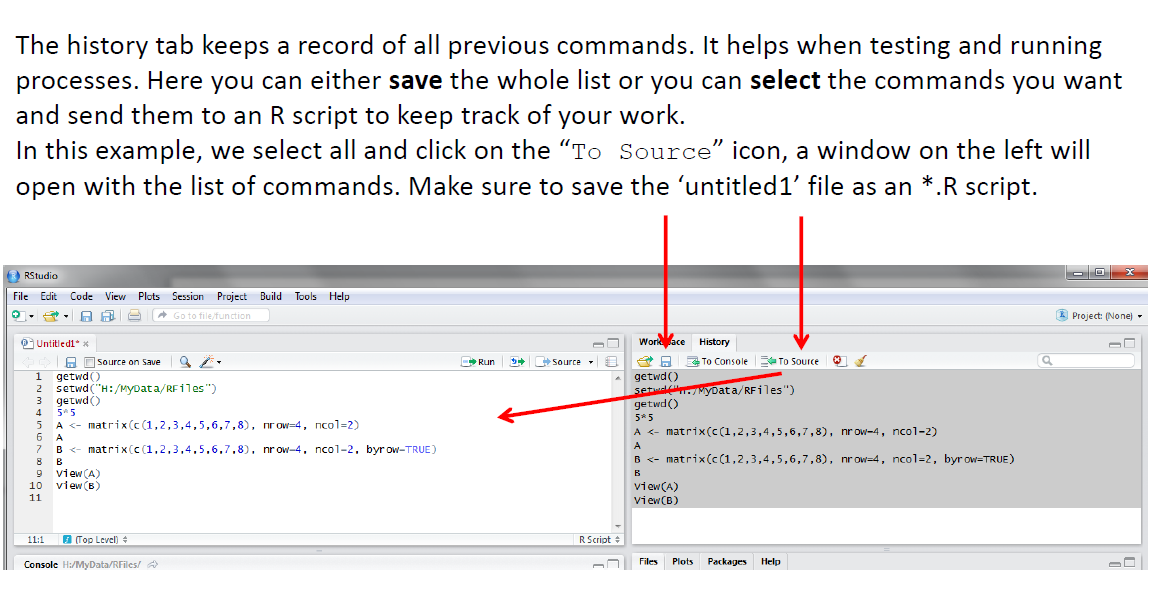 The history tab keeps a record of all previous commands. It helps when testing and running
processes. Here you can either save the whole list or you can select the commands you want
and send them to an R script to keep track of your work.
In this example, we select all and click on the “To Source” icon, a window on the left will
open with the list of commands. Make sure to save the ‘untitled1’ file as an *.R script.
RStudio
File Edit Code View Plots Session Project Build Tools Help
Go to file/function
Project: (None)
Untitled1* ×
Source on Save
Run
Source
1 getwd()
2 setwd("H:/MyData/RFiles")
3 getwd()
4 5*5
5 A <- matrix(c(1,2,3,4,5,6,7,8), nrow=4, ncol=2)
6 A
7 B <- matrix(c(1,2,3,4,5,6,7,8), nrow=4, ncol=2, byrow=TRUE)
8 B
9 View(A)
10 View(B)
11
11:1 (Top Level)
R Script
Console H:/MyData/RFiles/
Workspace History
To Console To Source
getwd()
setwd("H:/MyData/RFiles")
getwd()
5*5
A <- matrix(c(1,2,3,4,5,6,7,8), nrow=4, ncol=2)
A
B <- matrix(c(1,2,3,4,5,6,7,8), nrow=4, ncol=2, byrow=TRUE)
B
View(A)
View(B)
Files Plots Packages Help